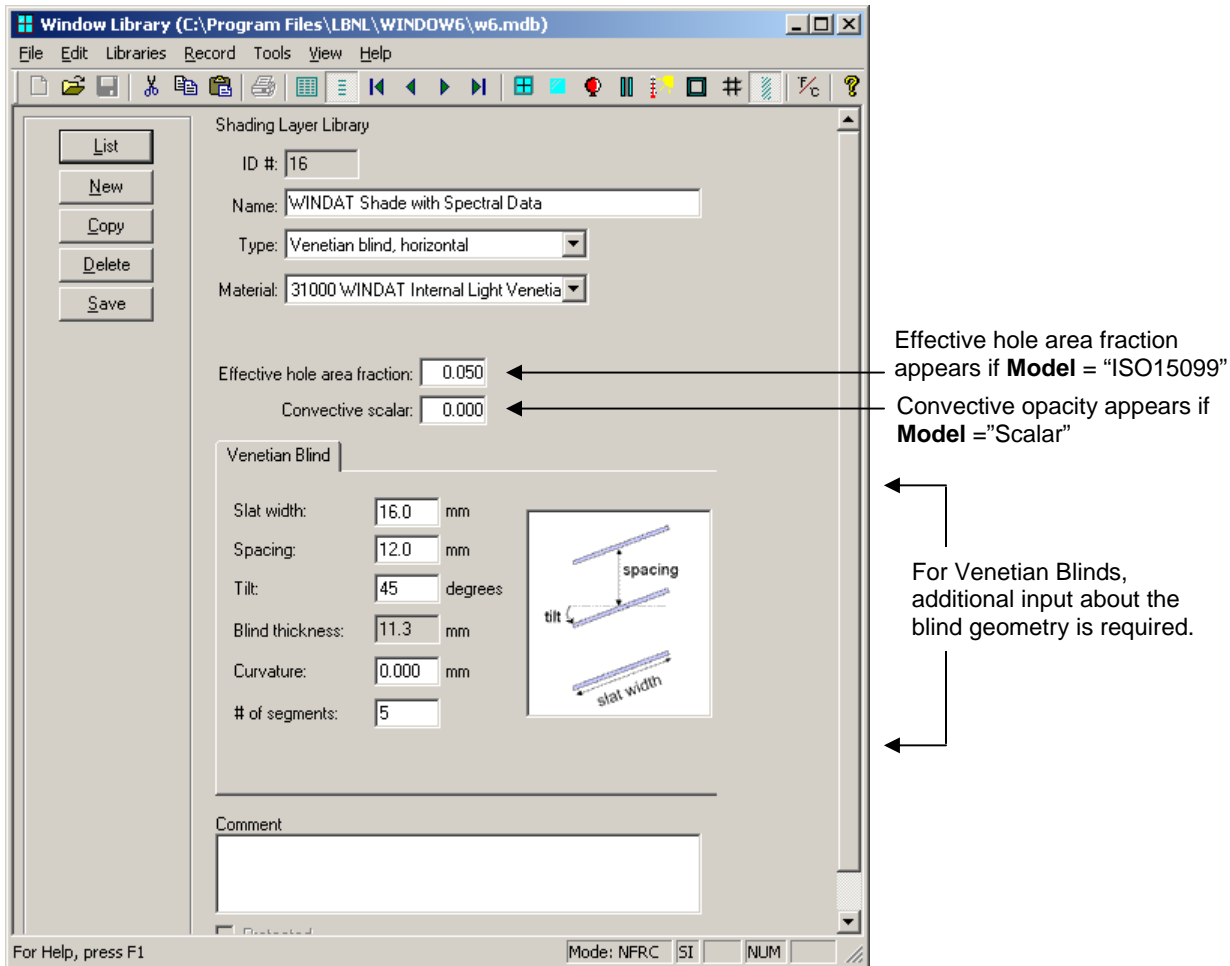 Window Library (C:\Program Files\LBNL\WINDOW6\w6.mdb)
File Edit Libraries Record Tools View Help
F/C ?
List
New
Copy
Delete
Save
Shading Layer Library
ID #: 16
Name: WINDAT Shade with Spectral Data
Type: Venetian blind, horizontal
Material: 31000 WINDAT Internal Light Venetia
Effective hole area fraction: 0.050
Convective scalar: 0.000
Venetian Blind
Slat width: 16.0 mm
Spacing: 12.0 mm
Tilt: 45 degrees
Blind thickness: 11.3 mm
Curvature: 0.000 mm
# of segments: 5
spacing
tilt
slat width
Comment
Protected
For Help, press F1
Mode: NFRC SI NUM
Effective hole area fraction
appears if Model = “ISO15099”
Convective opacity appears if
Model =”Scalar”
For Venetian Blinds,
additional input about the
blind geometry is required.